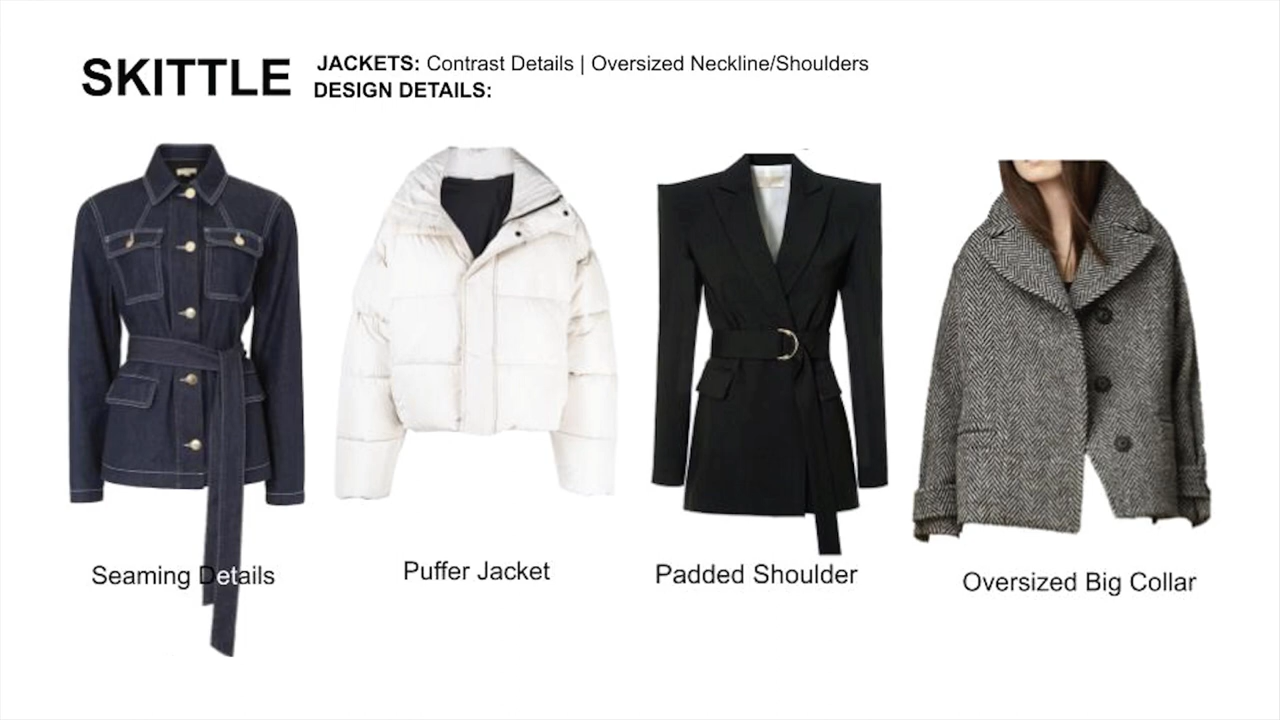 SKITTLE
JACKETS: Contrast Details | Oversized Neckline/Shoulders
DESIGN DETAILS:
Seaming Details
Puffer Jacket
Padded Shoulder
Oversized Big Collar